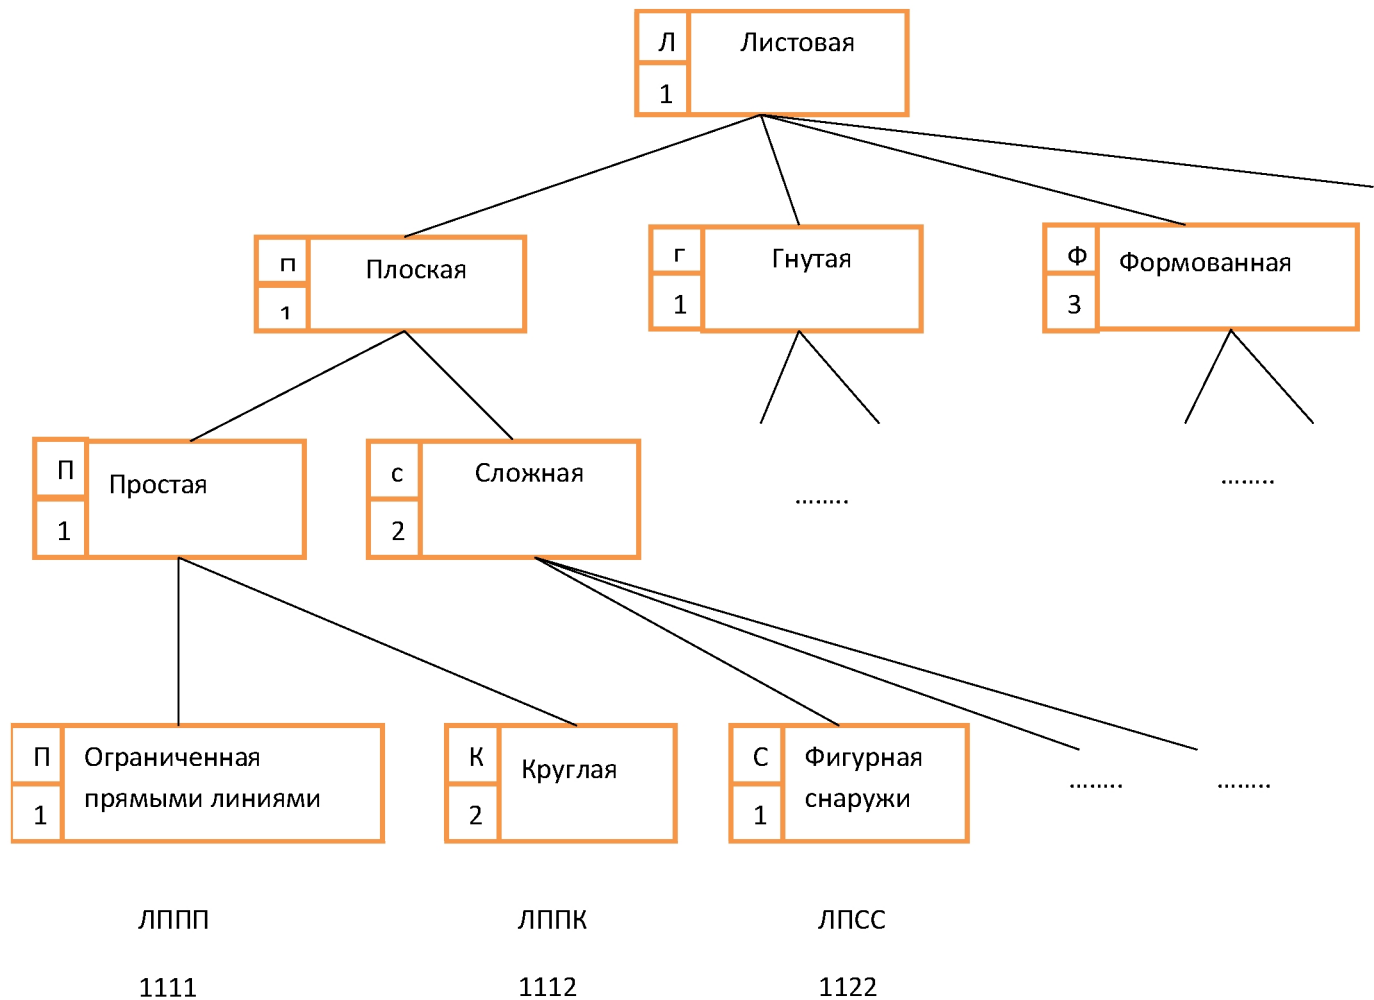 Л
Листовая
1
п
Плоская
1
г
Гнутая
1
Ф
Формованная
3
П
Простая
1
с
Сложная
2
........
........
П
Ограниченная
прямыми линиями
1
К
Круглая
2
С
Фигурная
снаружи
1
........
........
ЛППП
ЛППК
ЛПСС
1111
1112
1122